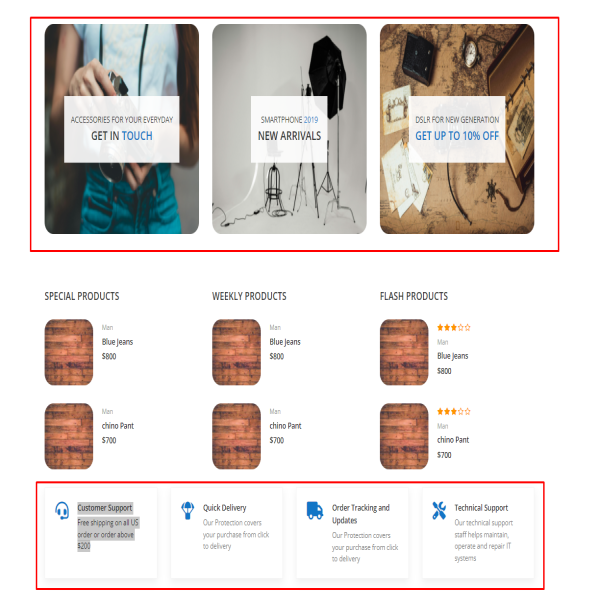 ACCESSORIES FOR YOUR EVERYDAY
GET IN TOUCH
SMARTPHONE 2019
NEW ARRIVALS
DSLR FOR NEW GENERATION
GET UP TO 10% OFF
SPECIAL PRODUCTS
Man
Blue Jeans
$800
Man
chino Pant
$700
WEEKLY PRODUCTS
Man
Blue Jeans
$800
Man
chino Pant
$700
FLASH PRODUCTS
Man
Blue Jeans
$800
Man
chino Pant
$700
Customer Support
Free shipping on all US
order or order above
$200
Quick Delivery
Our Protection covers
your purchase from click
to delivery
Order Tracking and
Updates
Our Protection covers
your purchase from click
to delivery
Technical Support
Our technical support
staff helps maintain,
operate and repair IT
systems